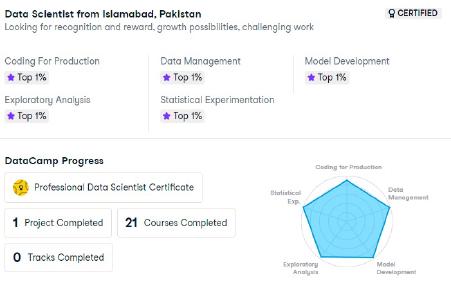 Data Scientist from Islamabad, Pakistan
CERTIFIED
Looking for recognition and reward, growth possibilities, challenging work
Coding For Production
Top 1%
Data Management
Top 1%
Model Development
Top 1%
Exploratory Analysis
Top 1%
Statistical Experimentation
Top 1%
DataCamp Progress
Professional Data Scientist Certificate
1 Project Completed
21 Courses Completed
0 Tracks Completed
Coding for Production
Data
Management
Model
Development
Exploratory
Analysis
Statistical
Exp.